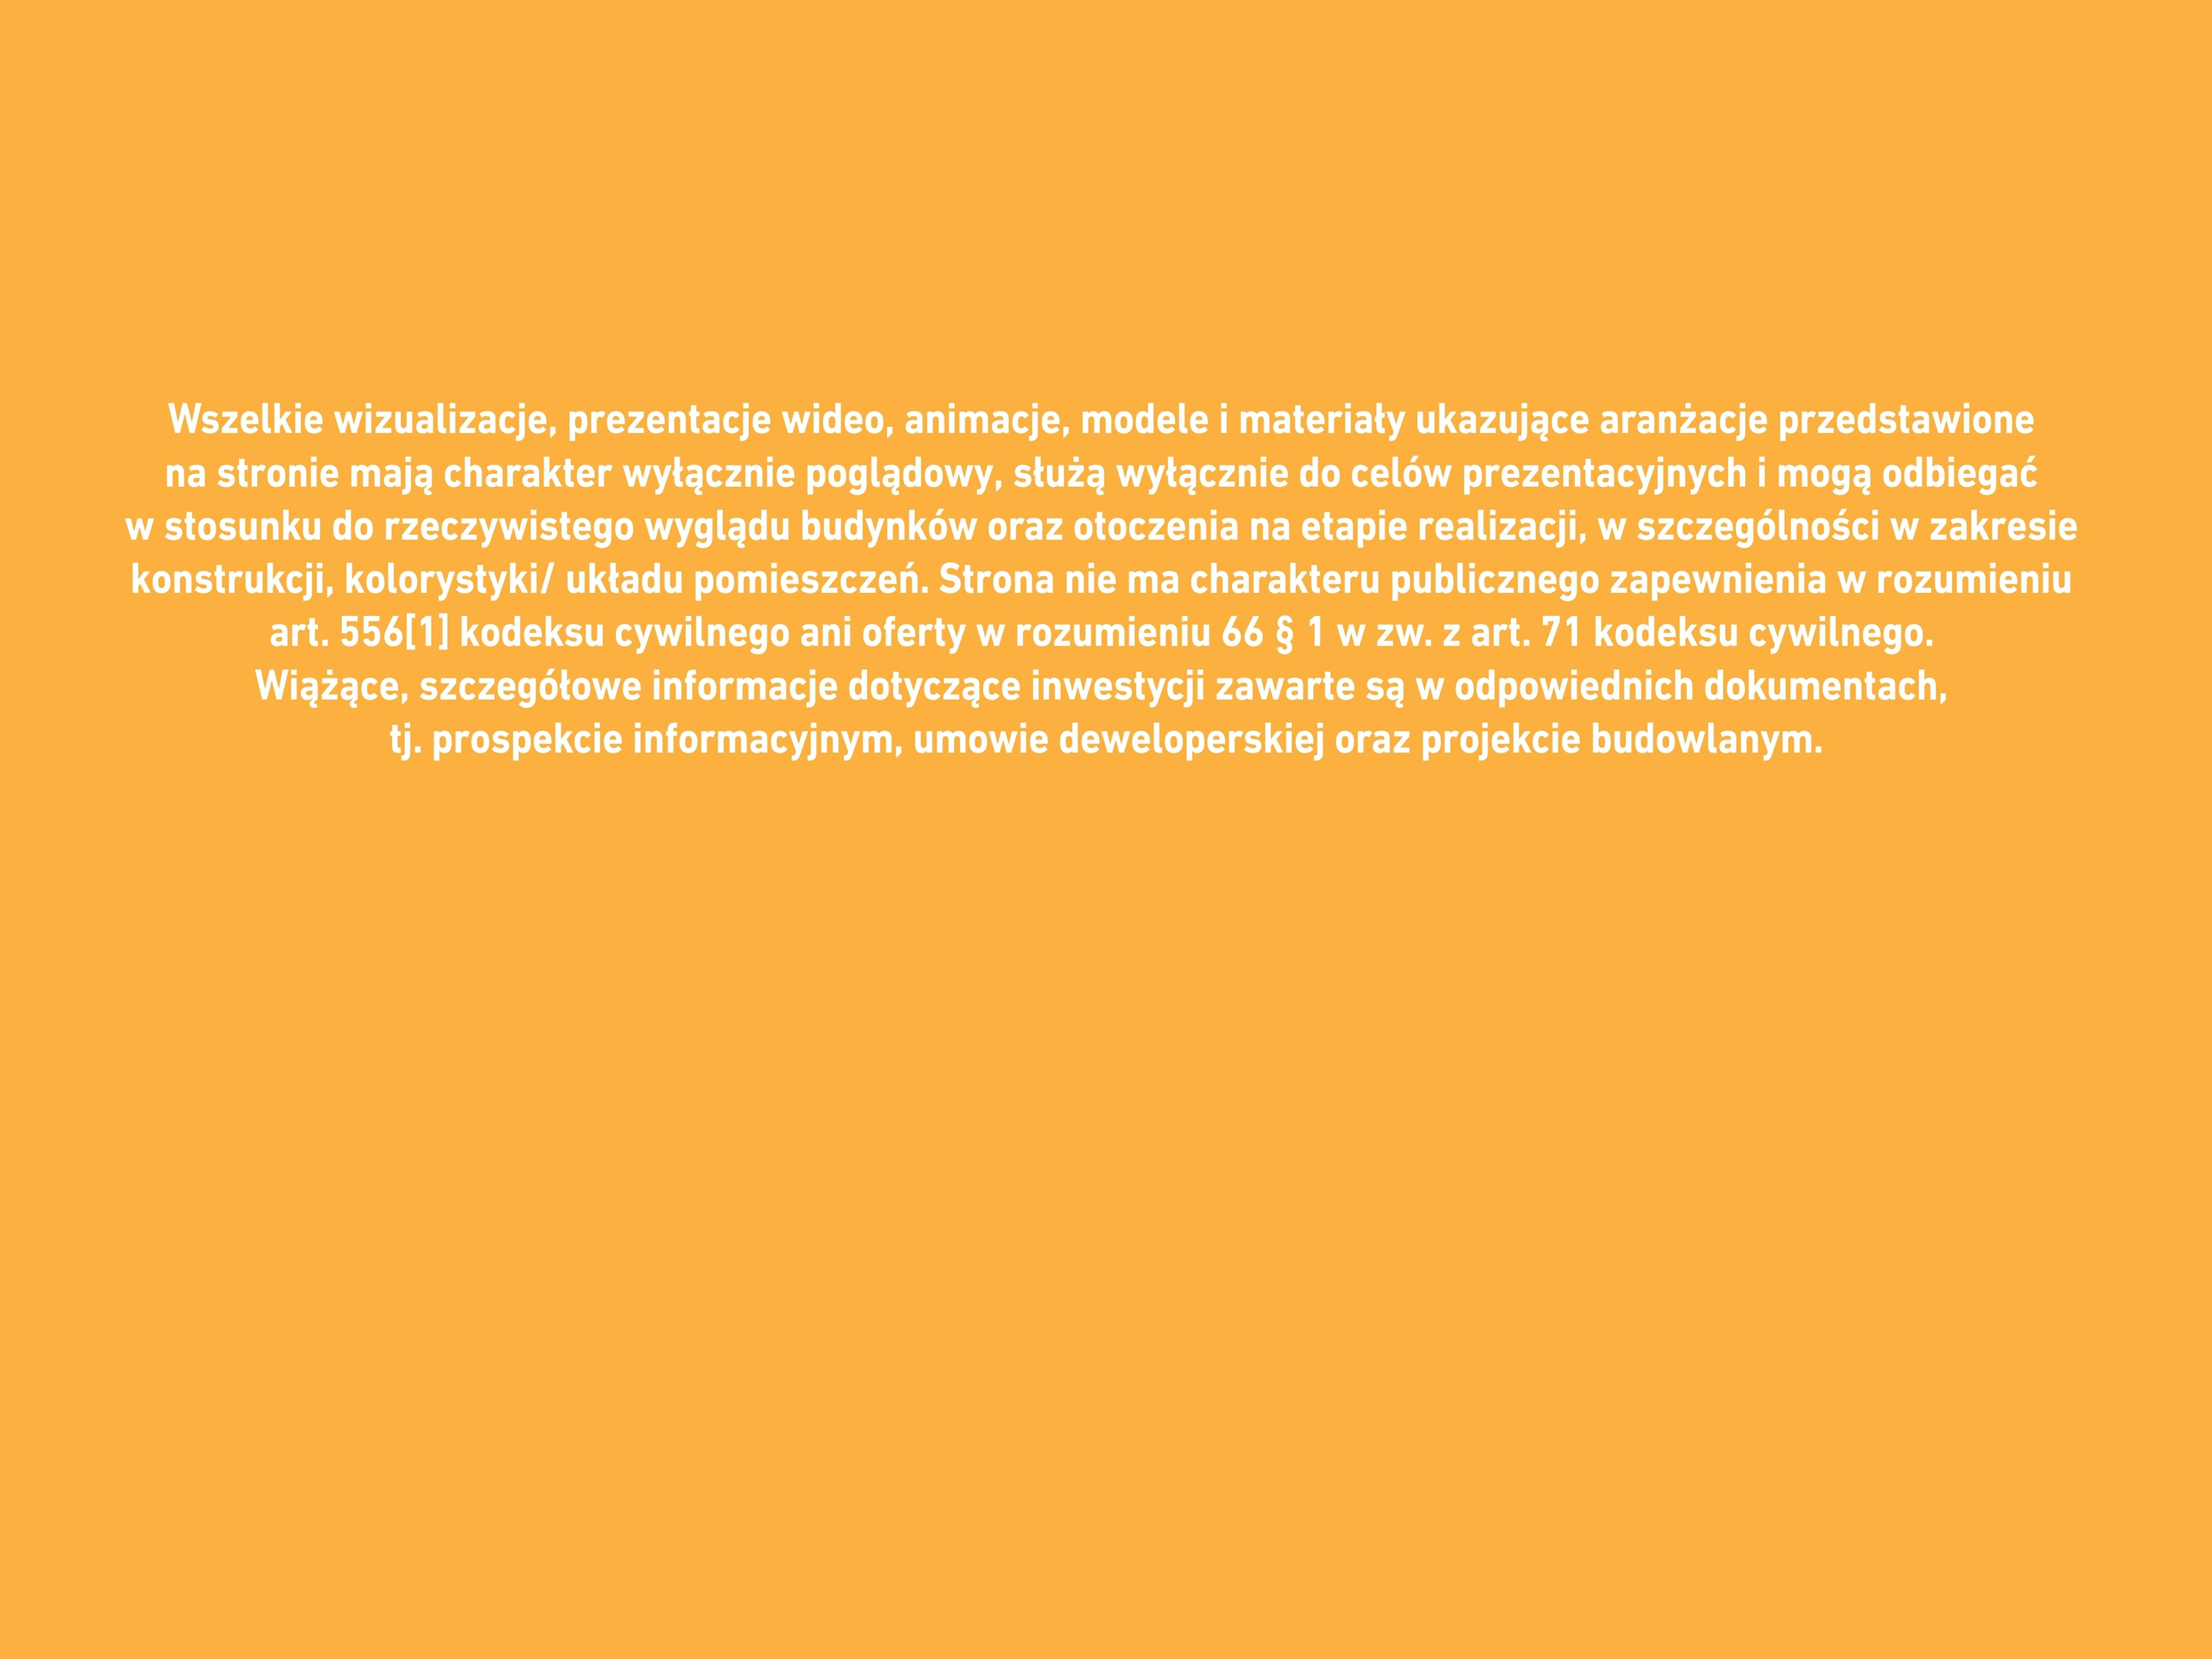 Wszelkie wizualizacje, prezentacje wideo, animacje, modele i materiały ukazujące aranżacje przedstawione
na stronie mają charakter wyłącznie poglądowy, służą wyłącznie do celów prezentacyjnych i mogą odbiegać
w stosunku do rzeczywistego wyglądu budynków oraz otoczenia na etapie realizacji, w szczególności w zakresie
konstrukcji, kolorystyki/ układu pomieszczeń. Strona nie ma charakteru publicznego zapewnienia w rozumieniu
art. 556[1] kodeksu cywilnego ani oferty w rozumieniu 66 § 1 w zw. z art. 71 kodeksu cywilnego.
Wiążące, szczegółowe informacje dotyczące inwestycji zawarte są w odpowiednich dokumentach,
tj. prospekcie informacyjnym, umowie deweloperskiej oraz projekcie budowlanym.